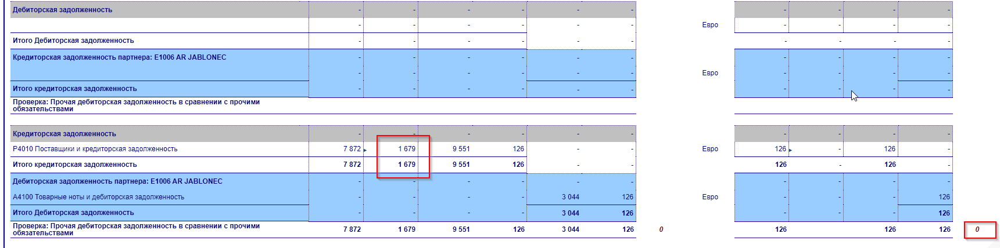 Дебиторская задолженность - - - - - - - - - -
- - - - - - Евро - - - -
Итого Дебиторская задолженность - - - - - - - - - -
Кредиторская задолженность партнера: E1006 AR JABLONEC - - - - - - - - - -
- - - - - - Евро - - - -
Итого кредиторская задолженность - - - - - - - - - -
Проверка: Прочая дебиторская задолженность в сравнении с прочими
обязательствами
Кредиторская задолженность - - - - - - - - - -
P4010 Поставщики и кредиторская задолженность 7 872 1 679 9 551 126 - - Евро 126 - 126 -
Итого кредиторская задолженность 7 872 1 679 9 551 126 - - 126 - 126 -
Дебиторская задолженность партнера: E1006 AR JABLONEC - - - - - - - - - -
A4100 Товарные ноты и дебиторская задолженность - - - - 3 044 126 Евро - - - 126
Итого Дебиторская задолженность - - - - 3 044 126 - - - 126
Проверка: Прочая дебиторская задолженность в сравнении с прочими
обязательствами 7 872 1 679 9 551 126 3 044 126 0 126 126 126 0